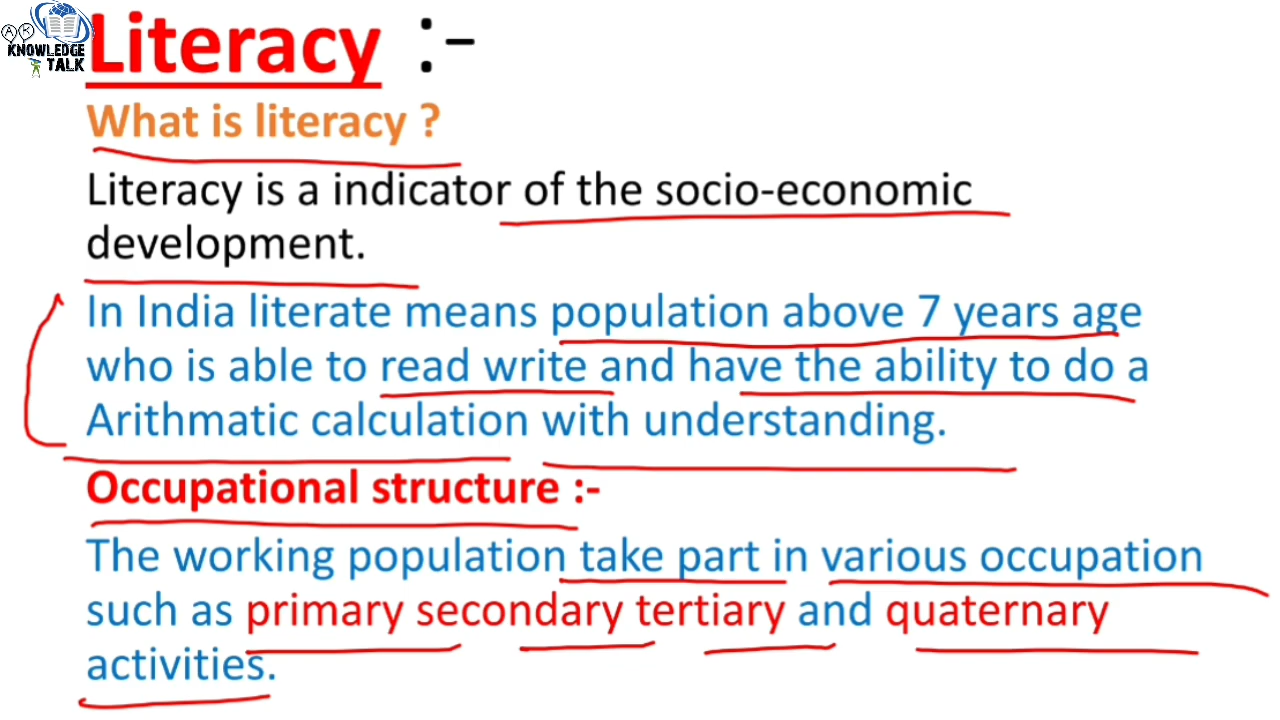 AK
KNOWLEDGE
TALK
Literacy :-
What is literacy ?
Literacy is a indicator of the socio-economic
development.
In India literate means population above 7 years age
who is able to read write and have the ability to do a
Arithmatic calculation with understanding.
Occupational structure :-
The working population take part in various occupation
such as primary secondary tertiary and quaternary
activities.